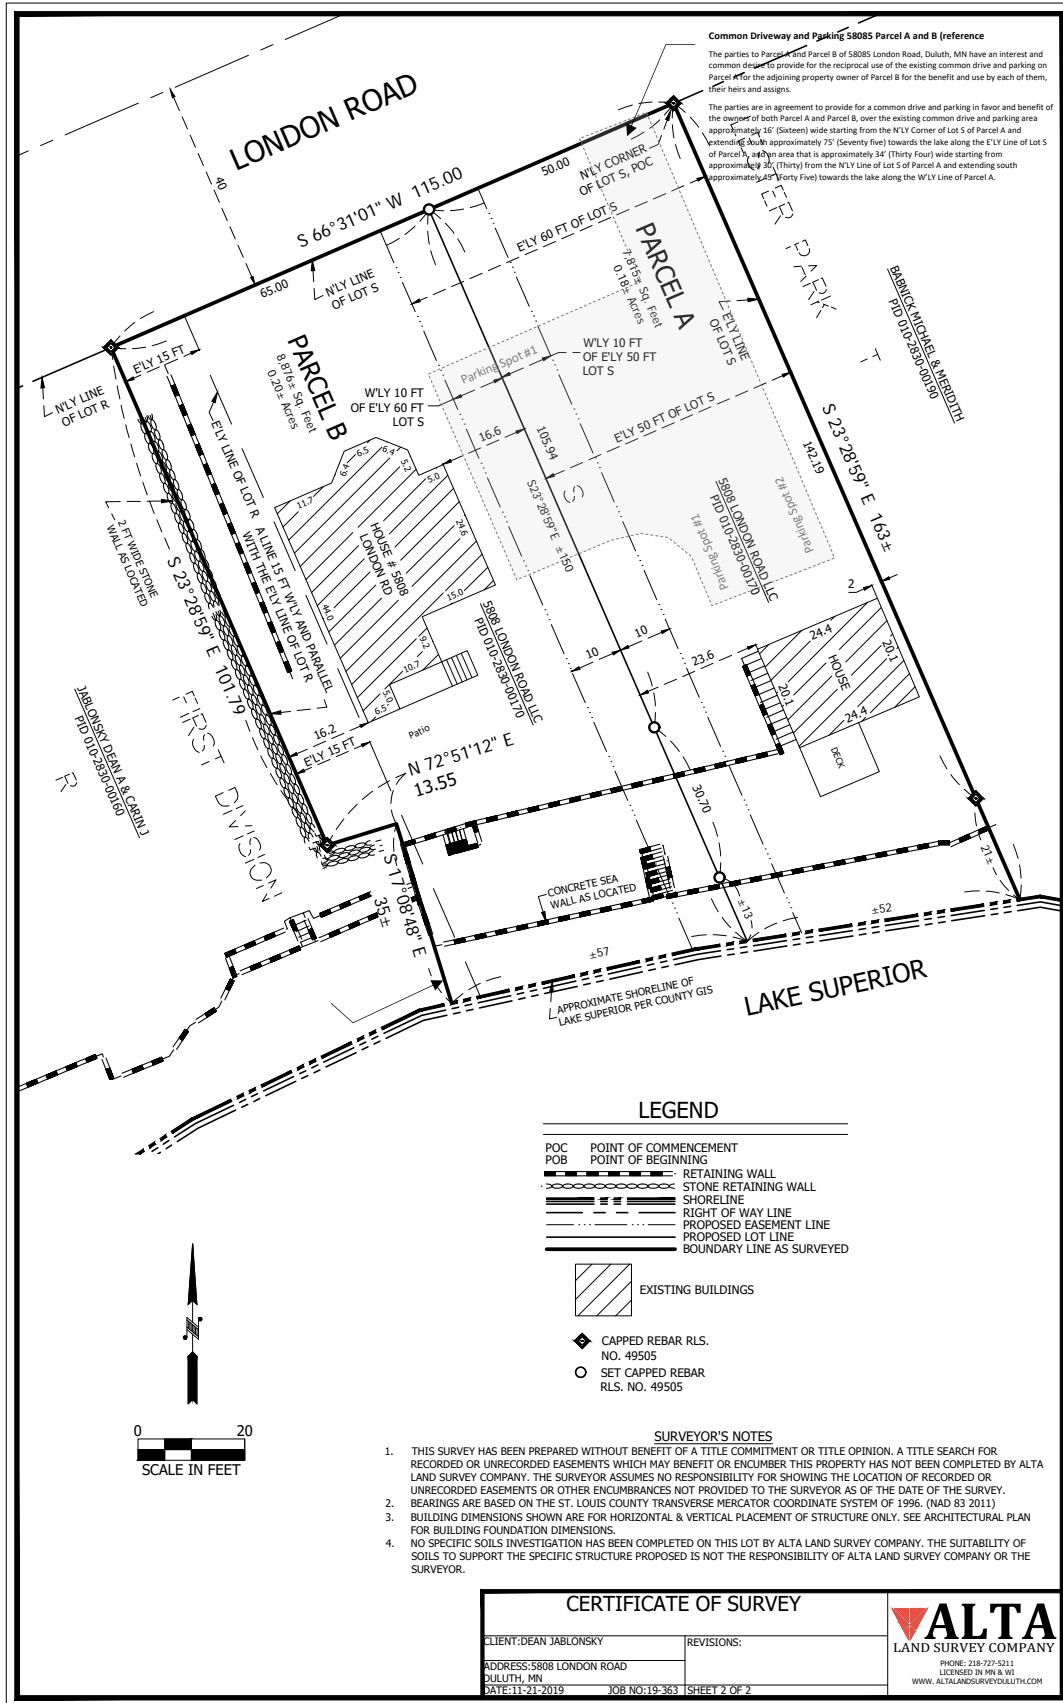 Common Driveway and Parking 58085 Parcel A and B (reference
The parties to Parcel A and Parcel B of 58085 London Road, Duluth, MN have an interest and
common desire to provide for the reciprocal use of the existing common drive and parking on
Parcel A for the adjoining property owner of Parcel B for the benefit and use by each of them,
their heirs and assigns.
The parties are in agreement to provide for a common drive and parking in favor and benefit of
the owners of both Parcel A and Parcel B, over the existing common drive and parking area
approximately 16' (Sixteen) wide starting from the N'LY Corner of Lot S of Parcel A and
extending south approximately 75' (Seventy five) towards the lake along the E'LY Line of Lot S
of Parcel A, an area that is approximately 34' (Thirty Four) wide starting from
approximately 30' (Thirty) from the N'LY Line of Lot S of Parcel A and extending south
approximately 45' (Forty Five) towards the lake along the W'LY Line of Parcel A.
LONDON ROAD
40
S 66°31'01" W 115.00
50.00
65.00
N'LY CORNER
OF LOT S, POC
N'LY LINE
OF LOT S
E'LY 60 FT OF LOT S
PARCEL A
7,815± Sq. Feet
0.18± Acres
E'LY LINE
OF LOT S
LESTER PARK
BABNICK MICHAEL & MERIDITH
PID 010-2830-00190
T
E'LY 15 FT
N'LY LINE
OF LOT R
PARCEL B
8,876± Sq. Feet
0.20± Acres
Parking Spot #1
W'LY 10 FT
OF E'LY 50 FT
LOT S
W'LY 10 FT
OF E'LY 60 FT
LOT S
16.6
105.94
E'LY 50 FT OF LOT S
142.19
S 23°28'59" E 163±
(S)
S23°28'59"E ±150
5808 LONDON ROAD LLC
PID 010-2830-00170
Parking Spot #1
Parking Spot #2
E'LY LINE OF LOT R
A LINE 15 FT W'LY AND PARALLEL
WITH THE E'LY LINE OF LOT R
11.7
6.4
6.5
6.4
5.2
5.0
24.6
HOUSE # 5808
LONDON RD
44.0
15.0
9.2
10.7
5.0
6.5
2 FT WIDE STONE
WALL AS LOCATED
S 23°28'59" E 101.79
5808 LONDON ROAD LLC
PID 010-2830-00170
10
10
23.6
2
24.4
20.1
HOUSE
20.1
24.4
DECK
JABLONSKY DEAN A & CARIN J
PID 010-2830-00160
R
FIRST DIVISION
16.2
E'LY 15 FT
Patio
N 72°51'12" E
13.55
30.70
S 17°08'48" E
35±
CONCRETE SEA
WALL AS LOCATED
21±
±13
±52
±57
APPROXIMATE SHORELINE OF
LAKE SUPERIOR PER COUNTY GIS
LAKE SUPERIOR
LEGEND
POC POINT OF COMMENCEMENT
POB POINT OF BEGINNING
RETAINING WALL
STONE RETAINING WALL
SHORELINE
RIGHT OF WAY LINE
PROPOSED EASEMENT LINE
PROPOSED LOT LINE
BOUNDARY LINE AS SURVEYED
EXISTING BUILDINGS
CAPPED REBAR RLS.
NO. 49505
SET CAPPED REBAR
RLS. NO. 49505
N
0 20
SCALE IN FEET
SURVEYOR'S NOTES
1. THIS SURVEY HAS BEEN PREPARED WITHOUT BENEFIT OF A TITLE COMMITMENT OR TITLE OPINION. A TITLE SEARCH FOR
RECORDED OR UNRECORDED EASEMENTS WHICH MAY BENEFIT OR ENCUMBER THIS PROPERTY HAS NOT BEEN COMPLETED BY ALTA
LAND SURVEY COMPANY. THE SURVEYOR ASSUMES NO RESPONSIBILITY FOR SHOWING THE LOCATION OF RECORDED OR
UNRECORDED EASEMENTS OR OTHER ENCUMBRANCES NOT PROVIDED TO THE SURVEYOR AS OF THE DATE OF THE SURVEY.
2. BEARINGS ARE BASED ON THE ST. LOUIS COUNTY TRANSVERSE MERCATOR COORDINATE SYSTEM OF 1996. (NAD 83 2011)
3. BUILDING DIMENSIONS SHOWN ARE FOR HORIZONTAL & VERTICAL PLACEMENT OF STRUCTURE ONLY. SEE ARCHITECTURAL PLAN
FOR BUILDING FOUNDATION DIMENSIONS.
4. NO SPECIFIC SOILS INVESTIGATION HAS BEEN COMPLETED ON THIS LOT BY ALTA LAND SURVEY COMPANY. THE SUITABILITY OF
SOILS TO SUPPORT THE SPECIFIC STRUCTURE PROPOSED IS NOT THE RESPONSIBILITY OF ALTA LAND SURVEY COMPANY OR THE
SURVEYOR.
CERTIFICATE OF SURVEY
CLIENT:DEAN JABLONSKY
REVISIONS:
ADDRESS:5808 LONDON ROAD
DULUTH, MN
DATE:11-21-2019 JOB NO:19-363 SHEET 2 OF 2
ALTA
LAND SURVEY COMPANY
PHONE: 218-727-5211
LICENSED IN MN & WI
WWW. ALTALANDSURVEYDULUTH.COM